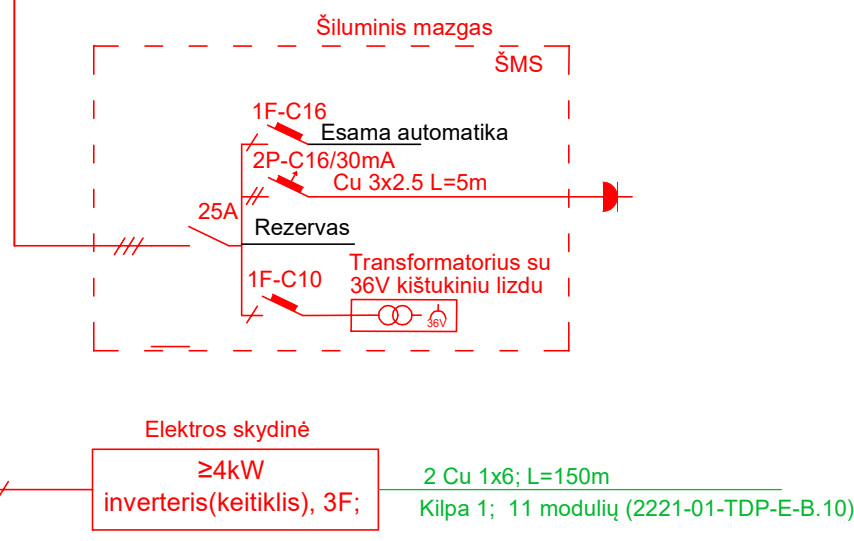 Šiluminis mazgas
ŠMS
1F-C16
Esama automatika
2P-C16/30mA
Cu 3x2.5 L=5m
25A
Rezervas
Transformatorius su
36V kištukiniu lizdu
1F-C10
36V
Elektros skydinė
≥4kW
inverteris(keitiklis), 3F;
2 Cu 1x6; L=150m
Kilpa 1; 11 modulių (2221-01-TDP-E-B.10)